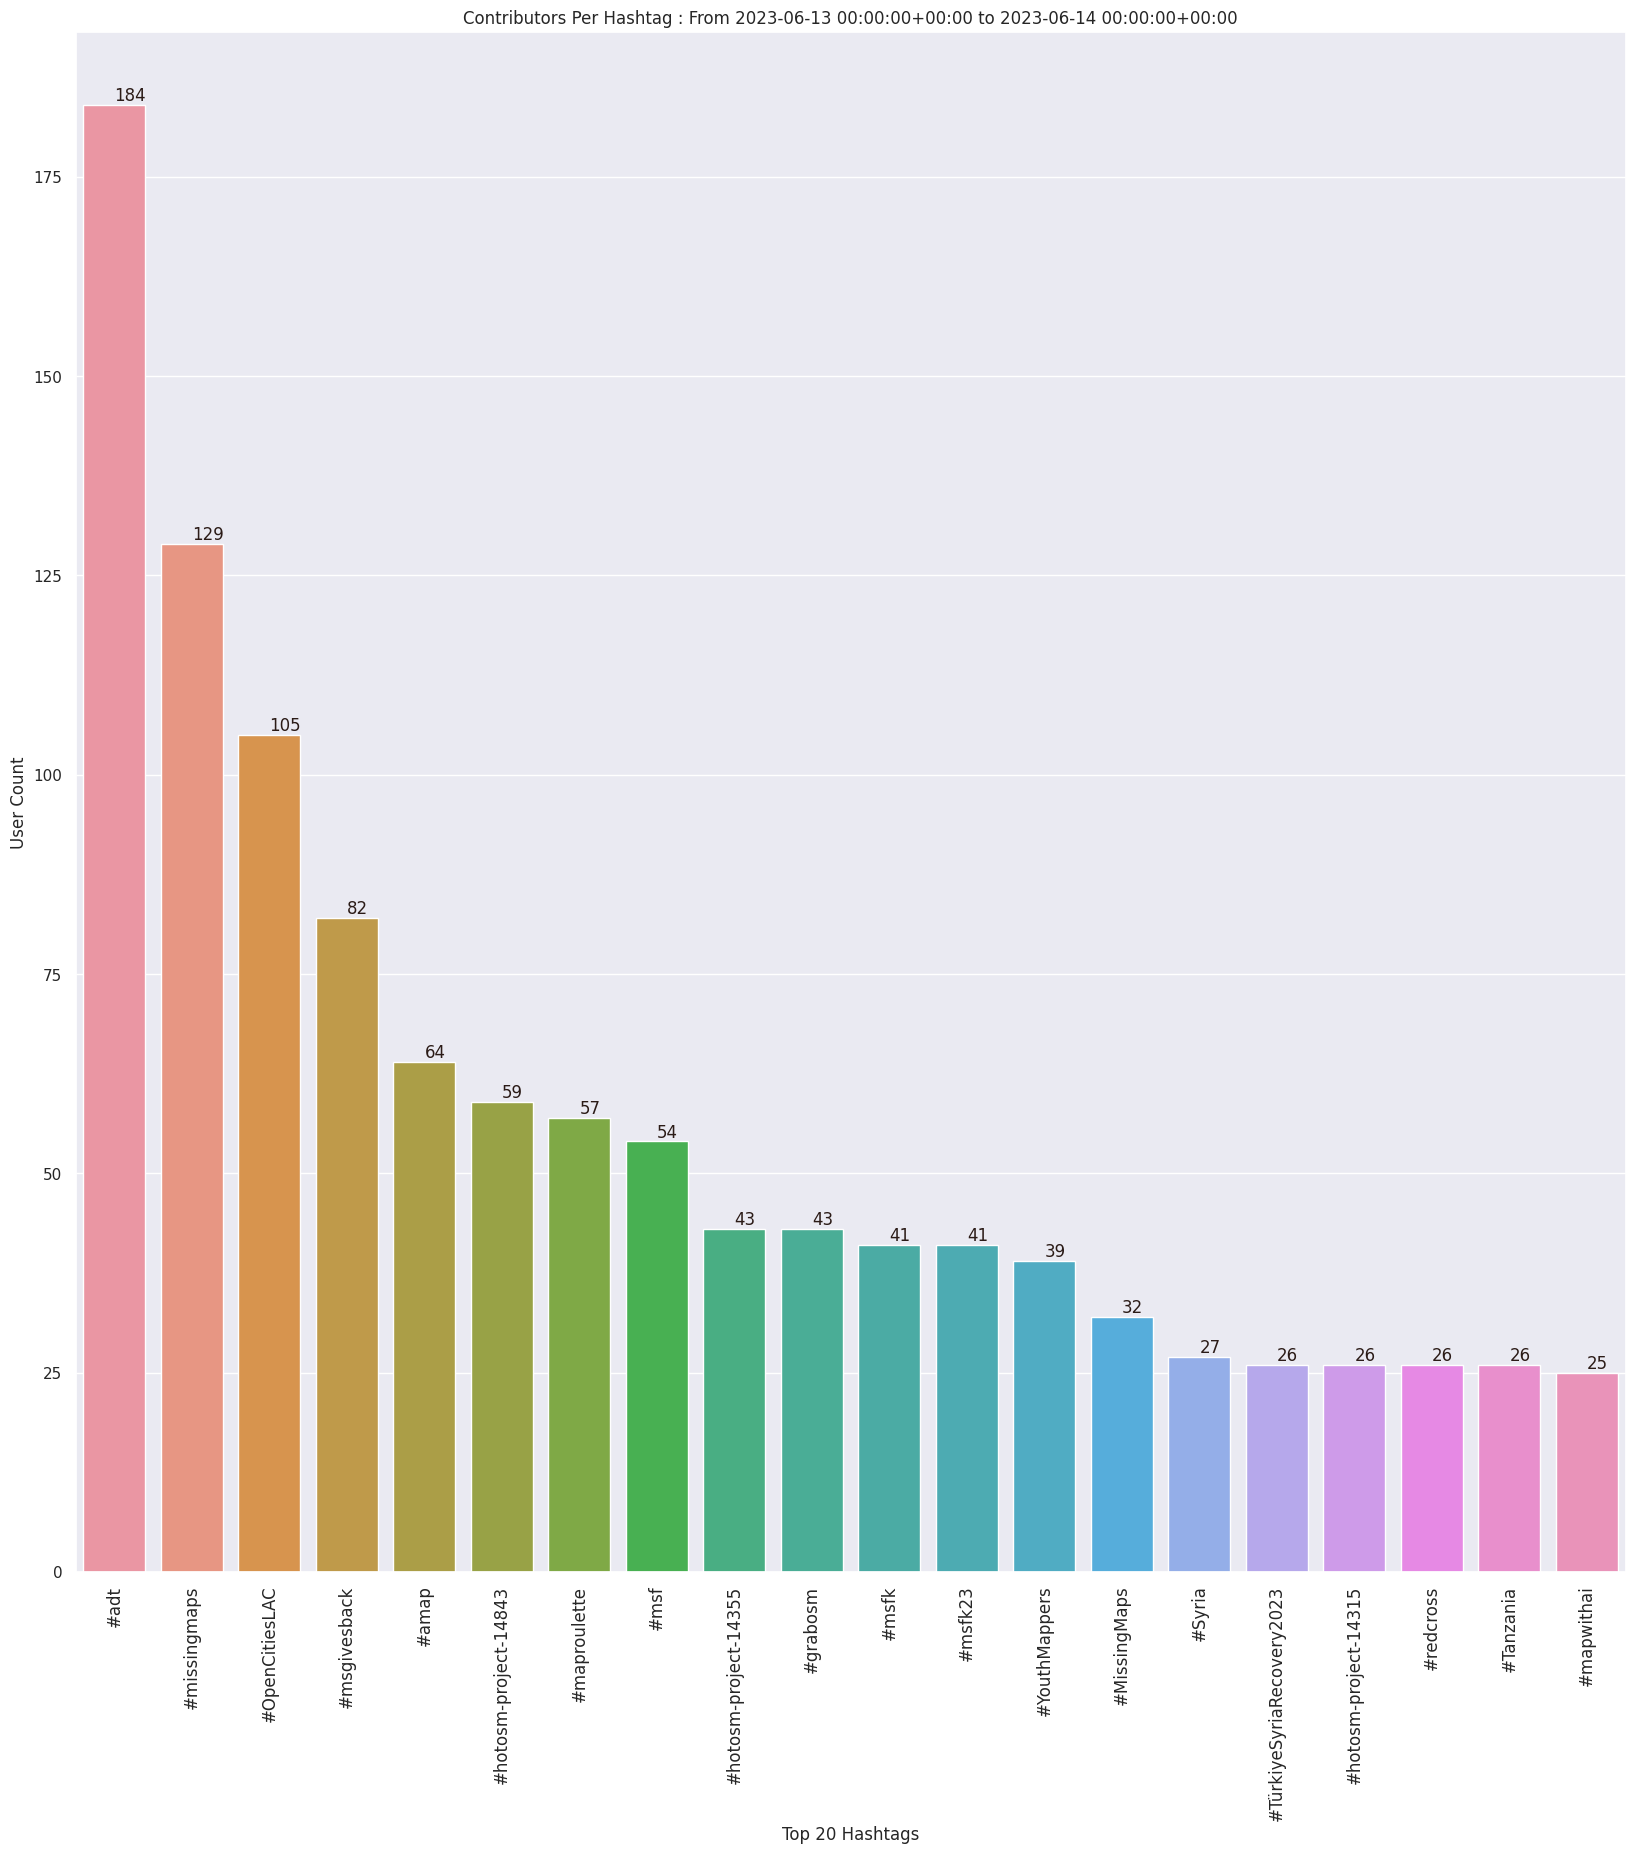 Contributors Per Hashtag : From 2023-06-13 00:00:00+00:00 to 2023-06-14 00:00:00+00:00
184
175
150
129
125
105
100
User Count
82
75
64
59
57
54
50
43
43
41
41
39
32
27
26
26
26
26
25
25
0
#adt
#missingmaps
#OpenCitiesLAC
#msgivesback
#amap
#hotosm-project-14843
#maproulette
#msf
#hotosm-project-14355
#grabosm
#msfk
#msfk23
#YouthMappers
#MissingMaps
#Syria
#TürkiyeSyriaRecovery2023
#hotosm-project-14315
#redcross
#Tanzania
#mapwithai
Top 20 Hashtags